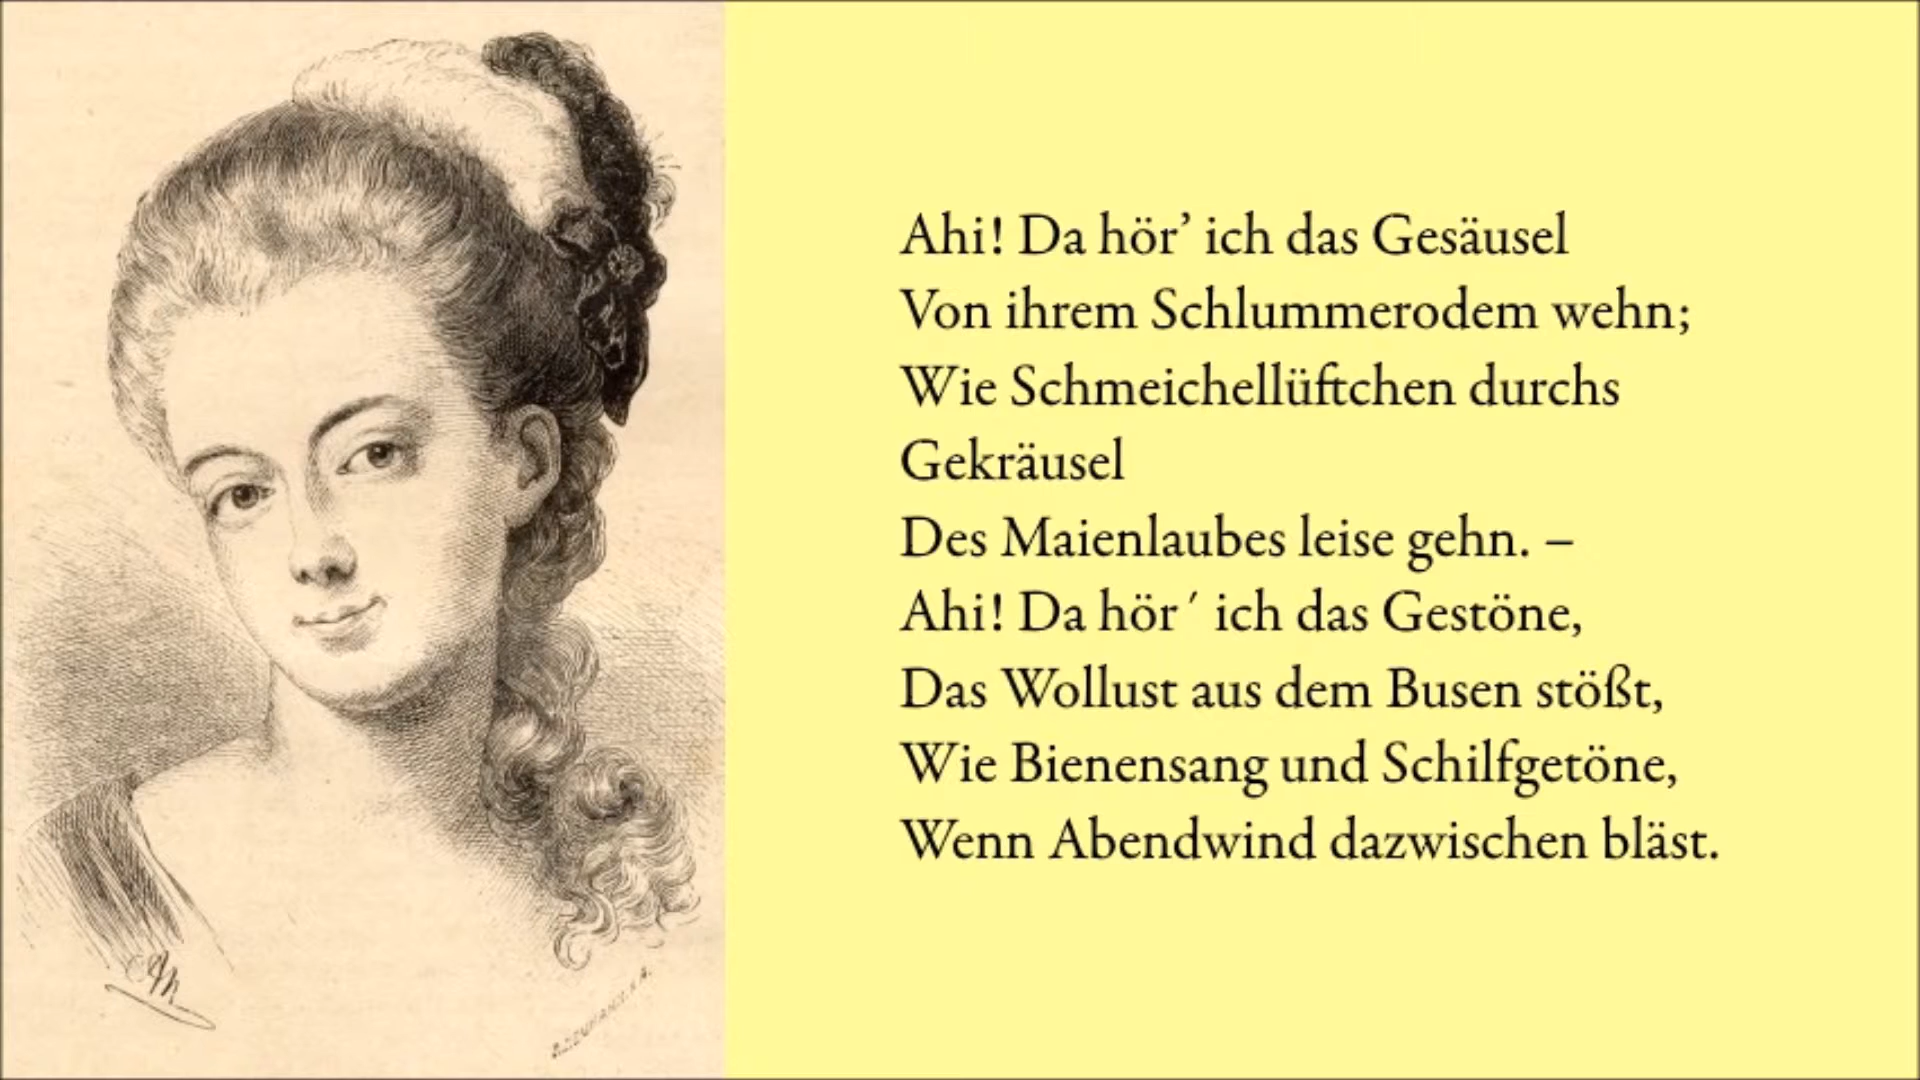 Ahi! Da hör’ ich das Gesäusel
Von ihrem Schlummerodem wehn;
Wie Schmeichellüftchen durchs
Gekräusel
Des Maienlaubes leise gehn. –
Ahi! Da hör ´ ich das Gestöne,
Das Wollust aus dem Busen stößt,
Wie Bienensang und Schilfgetöne,
Wenn Abendwind dazwischen bläst.